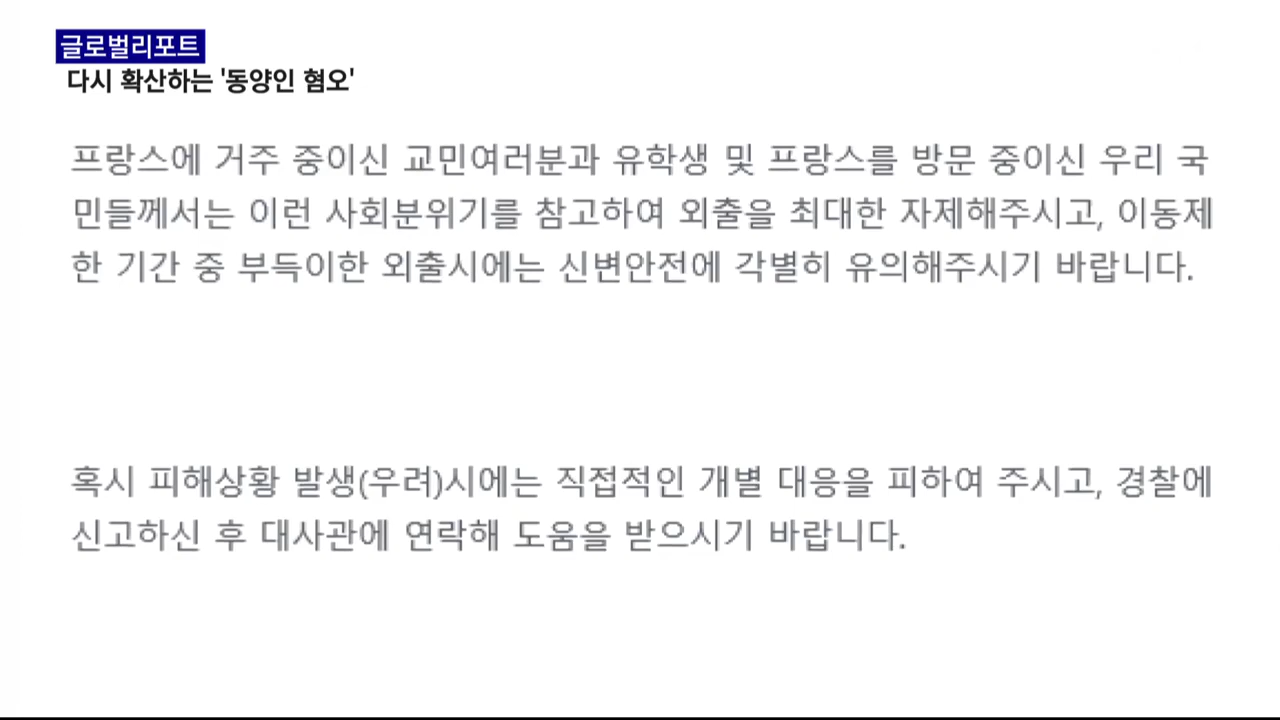 글로벌리포트
다시 확산하는 '동양인 혐오'
프랑스에 거주 중이신 교민여러분과 유학생 및 프랑스를 방문 중이신 우리 국
민들께서는 이런 사회분위기를 참고하여 외출을 최대한 자제해주시고, 이동제
한 기간 중 부득이한 외출시에는 신변안전에 각별히 유의해주시기 바랍니다.
혹시 피해상황 발생(우려)시에는 직접적인 개별 대응을 피하여 주시고, 경찰에
신고하신 후 대사관에 연락해 도움을 받으시기 바랍니다.